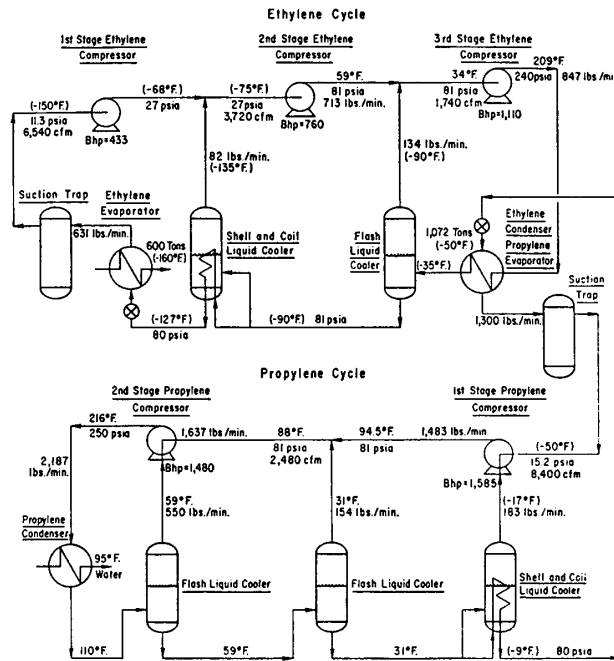 Ethylene Cycle
1st Stage Ethylene
Compressor
2nd Stage Ethylene
Compressor
3rd Stage Ethylene
Compressor
(-150°F.)
11.3 psia
6,540 cfm
Bhp=433
(-68°F.)
27 psia
(-75°F.)
27 psia
3,720 cfm
Bhp=760
59°F.
81 psia
713 lbs./min.
34°F.
81 psia
1,740 cfm
Bhp=1,110
209°F.
240psia
847 lbs./min
82 lbs./min.
(-135°F.)
134 lbs./min.
(-90°F.)
Suction Trap
Ethylene
Evaporator
631 lbs./min.
600 Tons
(-160°F.)
Shell and Coil
Liquid Cooler
Flash
Liquid
Cooler
1,072 Tons
(-50°F.)
Ethylene
Condenser
Propylene
Evaporator
(-35°F.)
Suction
Trap
1,300 lbs./min.
(-127°F.)
80 psia
(-90°F.)
81 psia
Propylene Cycle
2nd Stage Propylene
Compressor
1st Stage Propylene
Compressor
216°F.
250 psia
1,637 lbs./min.
Bhp=1,480
88°F.
81 psia
2,480 cfm
94.5°F.
81 psia
1,483 lbs./min.
Bhp=1,585
(-50°F.)
15.2 psia
8,400 cfm
2,187
lbs./min.
59°F.
550 lbs./min.
31°F.
154 lbs./min.
(-17°F.)
183 lbs./min.
Propylene
Condenser
95°F.
Water
Flash Liquid Cooler
Flash Liquid Cooler
Shell and Coil
Liquid Cooler
110°F.
59°F.
31°F.
(-9°F.)
80 psia